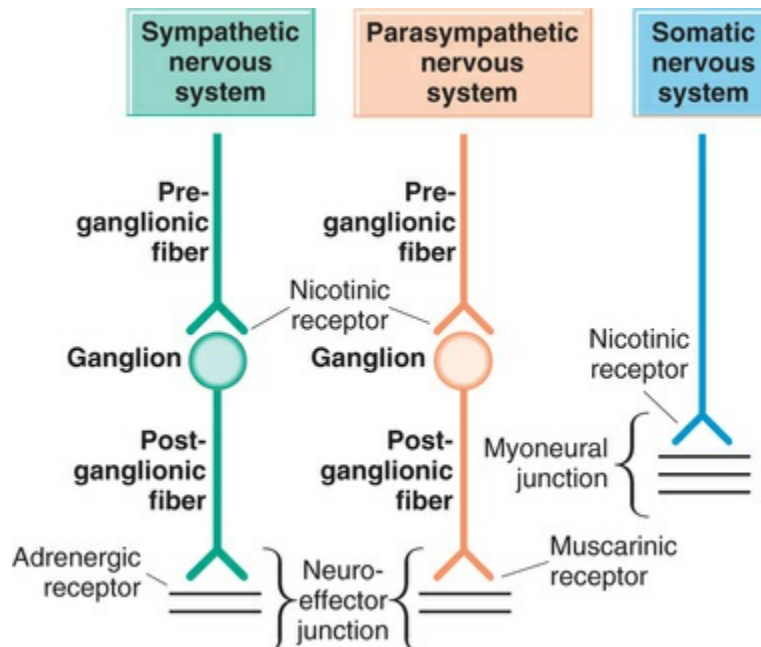 Sympathetic
nervous
system
Parasympathetic
nervous
system
Somatic
nervous
system
Pre-
ganglionic
fiber
Pre-
ganglionic
fiber
Nicotinic
receptor
Ganglion
Ganglion
Nicotinic
receptor
Post-
ganglionic
fiber
Post-
ganglionic
fiber
Myoneural
junction
Adrenergic
receptor
Neuro-
effector
junction
Muscarinic
receptor